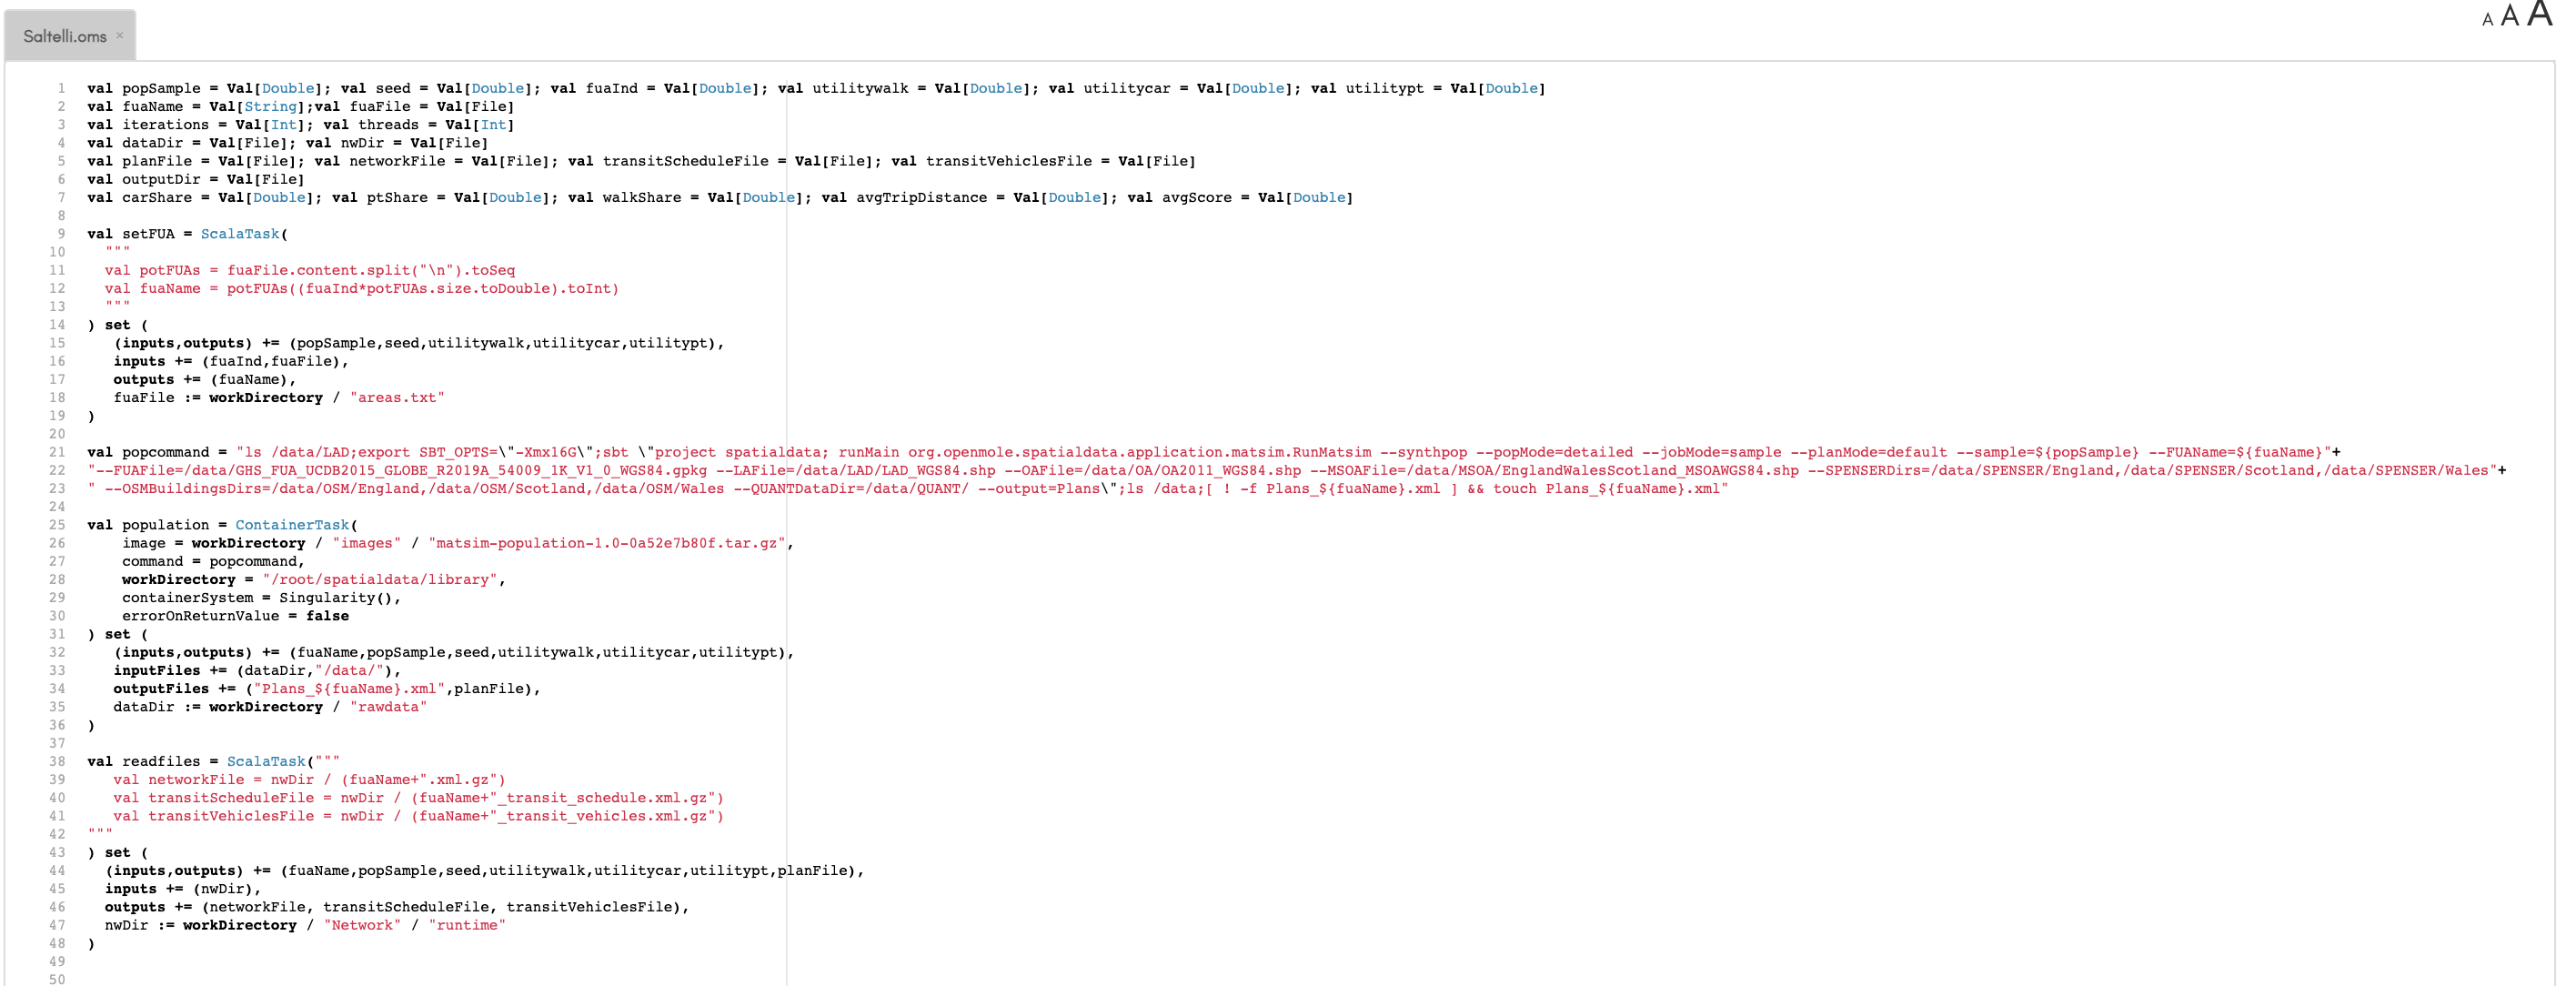 Saltelli.oms ×
A A A
1 val popSample = Val[Double]; val seed = Val[Double]; val fuaInd = Val[Double]; val utilitywalk = Val[Double]; val utilitycar = Val[Double]; val utilitypt = Val[Double]
2 val fuaName = Val[String];val fuaFile = Val[File]
3 val iterations = Val[Int]; val threads = Val[Int]
4 val dataDir = Val[File]; val nwDir = Val[File]
5 val planFile = Val[File]; val networkFile = Val[File]; val transitScheduleFile = Val[File]; val transitVehiclesFile = Val[File]
6 val outputDir = Val[File]
7 val carShare = Val[Double]; val ptShare = Val[Double]; val walkShare = Val[Double]; val avgTripDistance = Val[Double]; val avgScore = Val[Double]
8
9 val setFUA = ScalaTask(
10 """
11 val potFUAs = fuaFile.content.split("\n").toSeq
12 val fuaName = potFUAs((fuaInd*potFUAs.size.toDouble).toInt)
13 """
14 ) set (
15 (inputs,outputs) += (popSample,seed,utilitywalk,utilitycar,utilitypt),
16 inputs += (fuaInd,fuaFile),
17 outputs += (fuaName),
18 fuaFile := workDirectory / "areas.txt"
19 )
20
21 val popcommand = "ls /data/LAD;export SBT_OPTS=\"-Xmx16G\";sbt \"project spatialdata; runMain org.openmole.spatialdata.application.matsim.RunMatsim --synthpop --popMode=detailed --jobMode=sample --planMode=default --sample=${popSample} --FUAName=${fuaName}"+
22 "--FUAFile=/data/GHS_FUA_UCDB2015_GLOBE_R2019A_54009_1K_V1_0_WGS84.gpkg --LAFile=/data/LAD/LAD_WGS84.shp --OAFile=/data/OA/OA2011_WGS84.shp --MSOAFile=/data/MSOA/EnglandWalesScotland_MSOAWGS84.shp --SPENSERDirs=/data/SPENSER/England,/data/SPENSER/Scotland,/data/SPENSER/Wales"+
23 " --OSMBuildingsDirs=/data/OSM/England,/data/OSM/Scotland,/data/OSM/Wales --QUANTDataDir=/data/QUANT/ --output=Plans\";ls /data;[ ! -f Plans_${fuaName}.xml ] && touch Plans_${fuaName}.xml"
24
25 val population = ContainerTask(
26 image = workDirectory / "images" / "matsim-population-1.0-0a52e7b80f.tar.gz",
27 command = popcommand,
28 workDirectory = "/root/spatialdata/library",
29 containerSystem = Singularity(),
30 errorOnReturnValue = false
31 ) set (
32 (inputs,outputs) += (fuaName,popSample,seed,utilitywalk,utilitycar,utilitypt),
33 inputFiles += (dataDir,"/data/"),
34 outputFiles += ("Plans_${fuaName}.xml",planFile),
35 dataDir := workDirectory / "rawdata"
36 )
37
38 val readfiles = ScalaTask("""
39 val networkFile = nwDir / (fuaName+".xml.gz")
40 val transitScheduleFile = nwDir / (fuaName+"_transit_schedule.xml.gz")
41 val transitVehiclesFile = nwDir / (fuaName+"_transit_vehicles.xml.gz")
42 """
43 ) set (
44 (inputs,outputs) += (fuaName,popSample,seed,utilitywalk,utilitycar,utilitypt,planFile),
45 inputs += (nwDir),
46 outputs += (networkFile, transitScheduleFile, transitVehiclesFile),
47 nwDir := workDirectory / "Network" / "runtime"
48 )
49
50